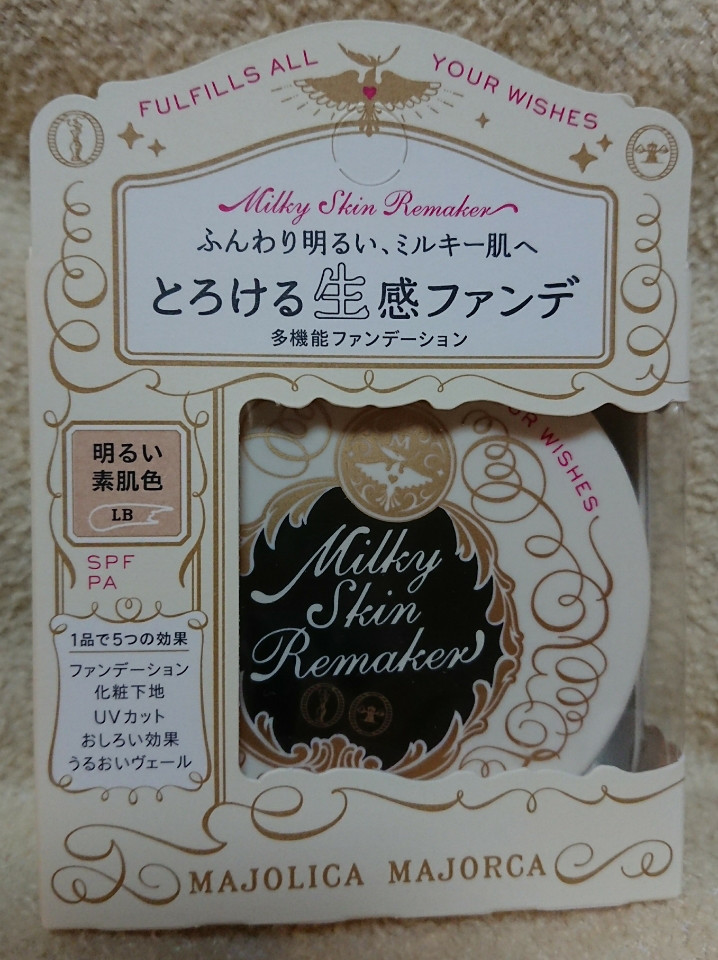 FULFILLS ALL YOUR WISHES
Milky Skin Remaker
ふんわり明るい、ミルキー肌へ
とろける生感ファンデ
多機能ファンデーション
明るい
素肌色
LB
SPF
PA
1品で5つの効果
ファンデーション
化粧下地
UVカット
おしろい効果
うるおいヴェール
UR WISHES
Milky
Skin
Remaker
MAJOLICA MAJORCA